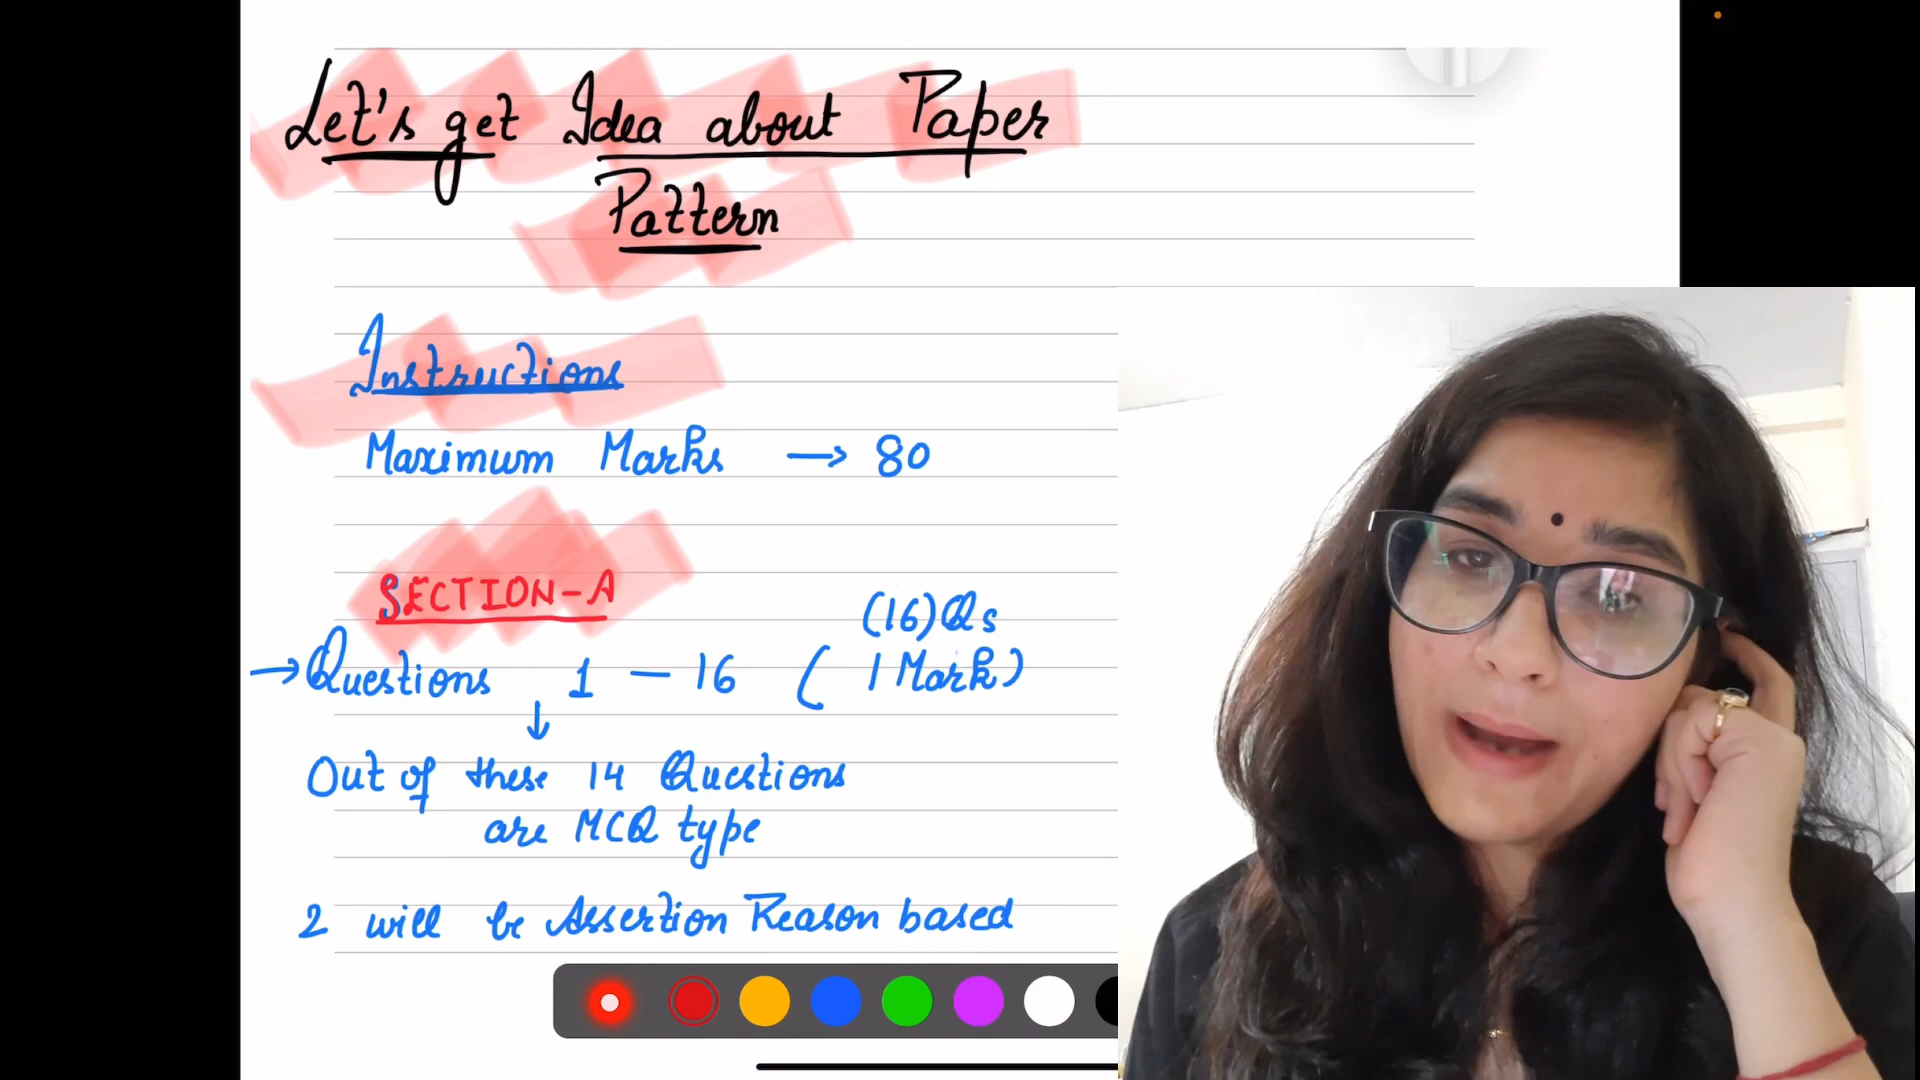 Let's get Idea about Paper
Pattern
Instructions
Maximum Marks → 80
SECTION-A
(16)Qs
→ Questions 1 — 16 ( 1 Mark)
↓
Out of these 14 Questions
are MCQ type
2 will be Assertion Reason based